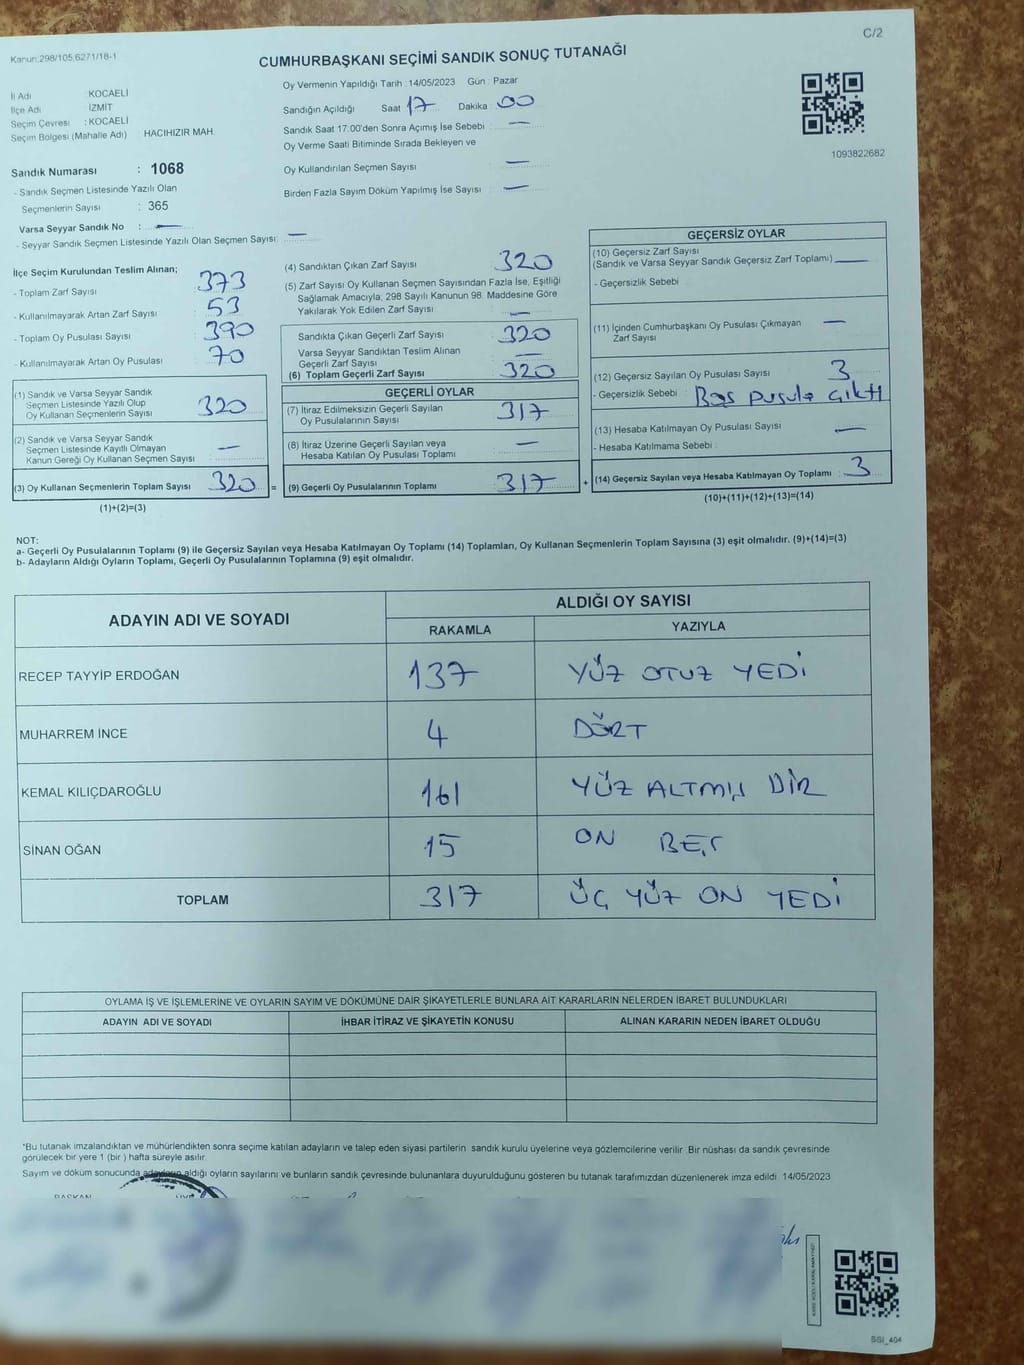 C/2
Kanun:298/105,6271/18-1
CUMHURBAŞKANI SEÇİMİ SANDIK SONUÇ TUTANAĞI
Oy Vermenin Yapıldığı Tarih :14/05/2023 Gün : Pazar
İl Adı KOCAELİ
İlçe Adı İZMİT
Seçim Çevresi : KOCAELİ
Seçim Bölgesi (Mahalle Adı) HACIHIZIR MAH.
Sandığın Açıldığı Saat 17 Dakika 00
Sandık Saat 17:00'den Sonra Açımış İse Sebebi : —
Oy Verme Saati Bitiminde Sırada Bekleyen ve
Oy Kullandırılan Seçmen Sayısı —
Birden Fazla Sayım Döküm Yapılmış İse Sayısı : —
1093822682
Sandık Numarası : 1068
- Sandık Seçmen Listesinde Yazılı Olan
Seçmenlerin Sayısı : 365
Varsa Seyyar Sandık No : —
- Seyyar Sandık Seçmen Listesinde Yazılı Olan Seçmen Sayısı: —
İlçe Seçim Kurulundan Teslim Alınan;
- Toplam Zarf Sayısı 373
- Kullanılmayarak Artan Zarf Sayısı 53
- Toplam Oy Pusulası Sayısı 390
- Kullanılmayarak Artan Oy Pusulası 70
(1) Sandık ve Varsa Seyyar Sandık
Seçmen Listesinde Yazılı Olup
Oy Kullanan Seçmenlerin Sayısı 320
(2) Sandık ve Varsa Seyyar Sandık
Seçmen Listesinde Kayıtlı Olmayan
Kanun Gereği Oy Kullanan Seçmen Sayısı —
(3) Oy Kullanan Seçmenlerin Toplam Sayısı 320 =
(1)+(2)=(3)
(4) Sandıktan Çıkan Zarf Sayısı 320
(5) Zarf Sayısı Oy Kullanan Seçmen Sayısından Fazla İse, Eşitliği
Sağlamak Amacıyla; 298 Sayılı Kanunun 98. Maddesine Göre
Yakılarak Yok Edilen Zarf Sayısı —
Sandıkta Çıkan Geçerli Zarf Sayısı 320
Varsa Seyyar Sandıktan Teslim Alınan
Geçerli Zarf Sayısı —
(6) Toplam Geçerli Zarf Sayısı 320
GEÇERLİ OYLAR
(7) İtiraz Edilmeksizin Geçerli Sayılan
Oy Pusulalarının Sayısı 317
(8) İtiraz Üzerine Geçerli Sayılan veya
Hesaba Katılan Oy Pusulası Toplamı —
(9) Geçerli Oy Pusulalarının Toplamı 317 +
GEÇERSİZ OYLAR
(10) Geçersiz Zarf Sayısı
(Sandık ve Varsa Seyyar Sandık Geçersiz Zarf Toplamı) —
- Geçersizlik Sebebi
(11) İçinden Cumhurbaşkanı Oy Pusulası Çıkmayan
Zarf Sayısı —
(12) Geçersiz Sayılan Oy Pusulası Sayısı 3
- Geçersizlik Sebebi : Boş pusula çıktı
(13) Hesaba Katılmayan Oy Pusulası Sayısı —
- Hesaba Katılmama Sebebi :
(14) Geçersiz Sayılan veya Hesaba Katılmayan Oy Toplamı 3
(10)+(11)+(12)+(13)=(14)
NOT:
a- Geçerli Oy Pusulalarının Toplamı (9) ile Geçersiz Sayılan veya Hesaba Katılmayan Oy Toplamı (14) Toplamları, Oy Kullanan Seçmenlerin Toplam Sayısına (3) eşit olmalıdır. (9)+(14)=(3)
b- Adayların Aldığı Oyların Toplamı, Geçerli Oy Pusulalarının Toplamına (9) eşit olmalıdır.
ADAYIN ADI VE SOYADI ALDIĞI OY SAYISI
RAKAMLA YAZIYLA
RECEP TAYYİP ERDOĞAN 137 YÜZ OTUZ YEDİ
MUHARREM İNCE 4 DÖRT
KEMAL KILIÇDAROĞLU 161 YÜZ ALTMIŞ BİR
SİNAN OĞAN 15 ON BEŞ
TOPLAM 317 ÜÇ YÜZ ON YEDİ
OYLAMA İŞ VE İŞLEMLERİNE VE OYLARIN SAYIM VE DÖKÜMÜNE DAİR ŞİKAYETLERLE BUNLARA AİT KARARLARIN NELERDEN İBARET BULUNDUKLARI
ADAYIN ADI VE SOYADI İHBAR İTİRAZ VE ŞİKAYETİN KONUSU ALINAN KARARIN NEDEN İBARET OLDUĞU
*Bu tutanak imzalandıktan ve mühürlendikten sonra seçime katılan adayların ve talep eden siyasi partilerin sandık kurulu üyelerine veya gözlemcilerine verilir. Bir nüshası da sandık çevresinde
görülecek bir yere 1 (bir ) hafta süreyle asılır.
Sayım ve döküm sonucunda adayların aldığı oyların sayılarını ve bunların sandık çevresinde bulunanlara duyurulduğunu gösteren bu tutanak tarafımızdan düzenlenerek imza edildi. 14/05/2023
BAŞKAN ÜYE
SSI_404